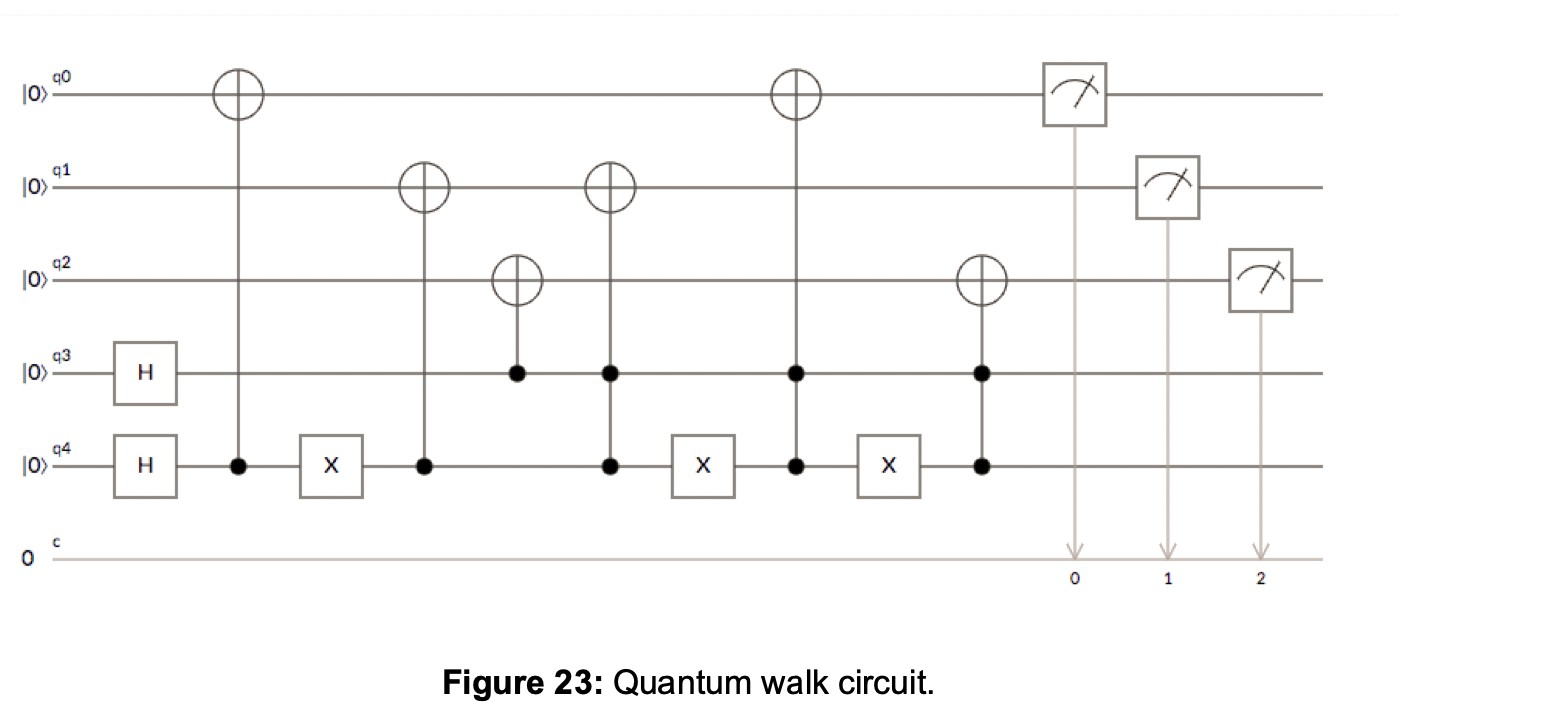 |0⟩ q0
|0⟩ q1
|0⟩ q2
|0⟩ q3 H
|0⟩ q4 H X X X
0 c
0 1 2
Figure 23: Quantum walk circuit.